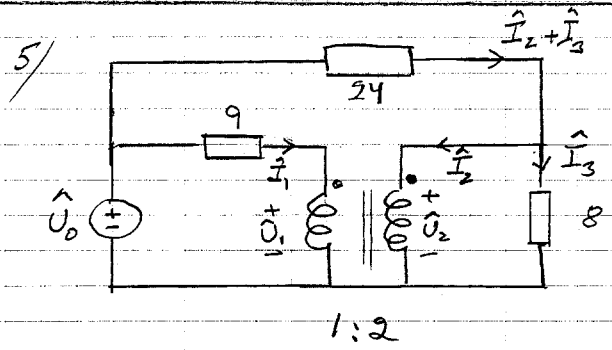 5/
Î₂+Î₃
24
9
Î₁
Î₂
Î₃
Û₀
+
-
+
Û₁
-
+
Û₂
-
8
1:2